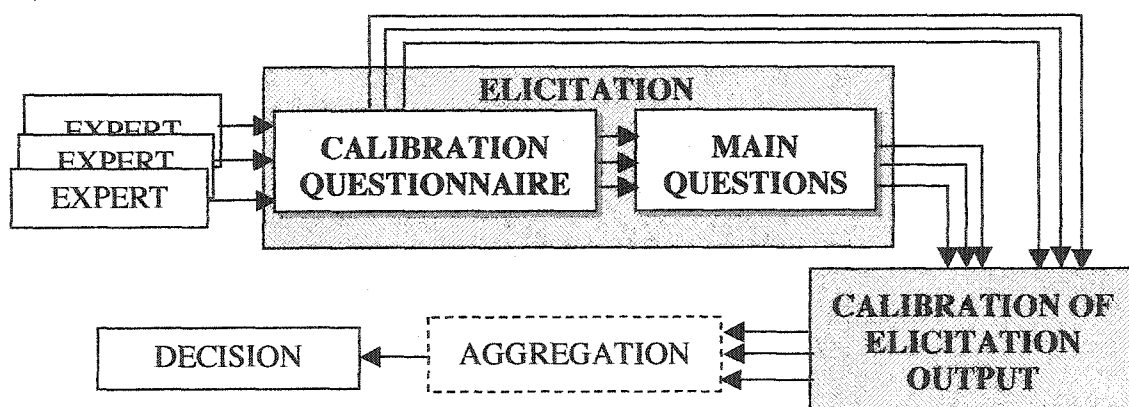 ELICITATION
EXPERT
EXPERT
EXPERT
CALIBRATION
QUESTIONNAIRE
MAIN
QUESTIONS
CALIBRATION OF
ELICITATION
OUTPUT
AGGREGATION
DECISION